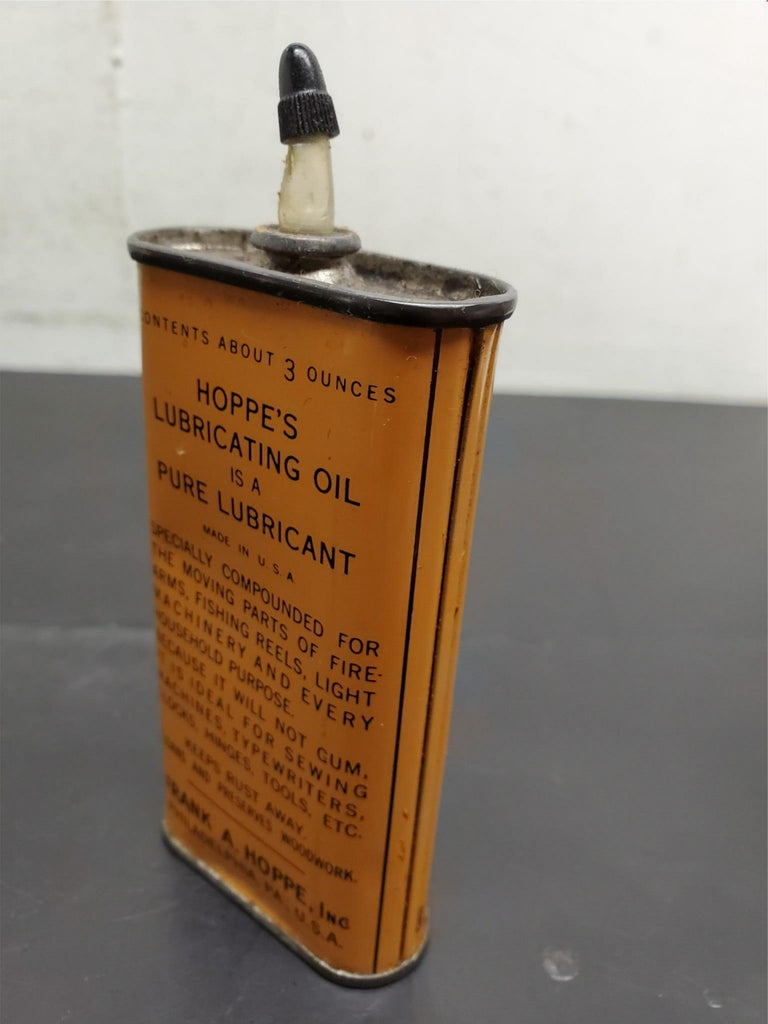 CONTENTS ABOUT 3 OUNCES
HOPPE'S
LUBRICATING OIL
IS A
PURE LUBRICANT
MADE IN U.S.A
SPECIALLY COMPOUNDED FOR
THE MOVING PARTS OF FIRE-
ARMS, FISHING REELS, LIGHT
MACHINERY AND EVERY
HOUSEHOLD PURPOSE.
BECAUSE IT WILL NOT GUM,
IT IS IDEAL FOR SEWING
MACHINES, TYPEWRITERS,
LOCKS, HINGES, TOOLS, ETC.
KEEPS RUST AWAY.
AND PRESERVES WOODWORK.
FRANK A. HOPPE, INC
PHILADELPHIA, PA., U.S.A.